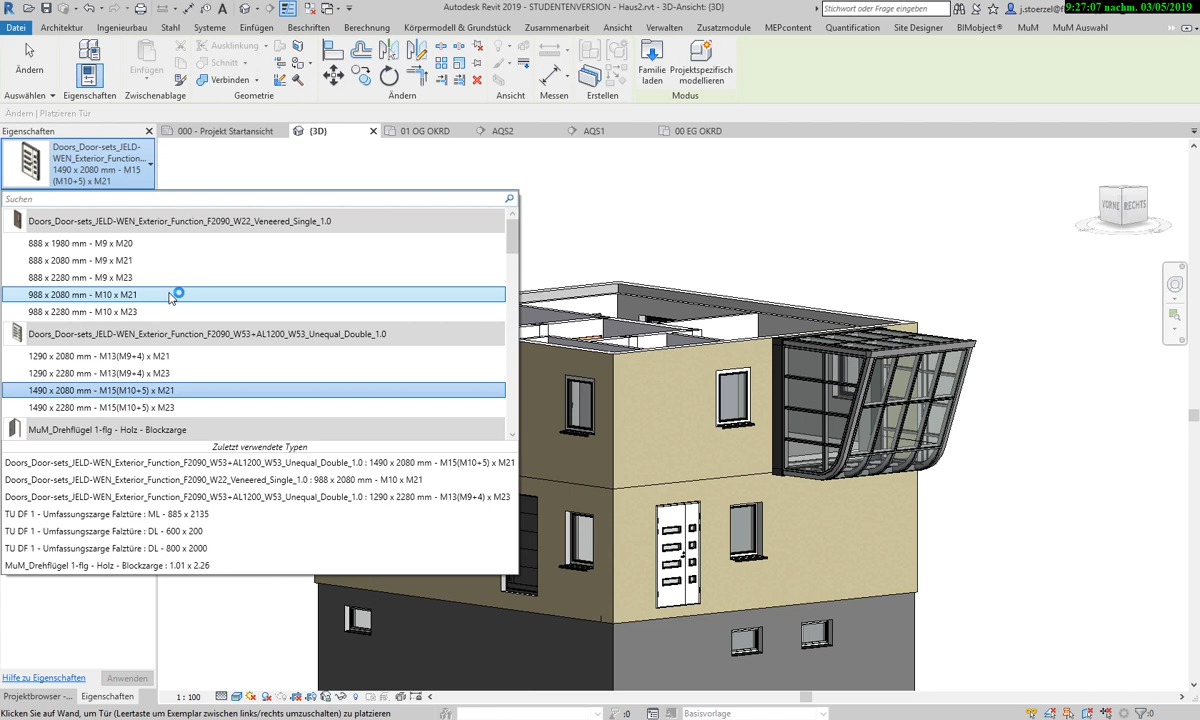 Autodesk Revit 2019 - STUDENTENVERSION - Haus2.rvt - 3D-Ansicht: {3D}
Stichwort oder Frage eingeben
9:27:07 nachm. 03/05/2019
Datei Architektur Ingenieurbau Stahl Systeme Einfügen Beschriften Berechnung Körpermodell & Grundstück Zusammenarbeit Ansicht Verwalten Zusatzmodule MEPcontent Quantification Site Designer BIMobject® MuM MuM Auswahl
Ändern
Einfügen
Ausklinkung
Schnitt
Verbinden
Familie laden
Projektspezifisch modellieren
Auswählen Eigenschaften Zwischenablage Geometrie Ändern Ansicht Messen Erstellen Modus
Ändern | Platzieren Tür
Eigenschaften
000 - Projekt Startansicht {3D} 01 OG OKRD AQS2 AQS1 00 EG OKRD
Doors_Door-sets_JELD-
WEN_Exterior_Function...
1490 x 2080 mm - M15
(M10+5) x M21
Suchen
Doors_Door-sets_JELD-WEN_Exterior_Function_F2090_W22_Veneered_Single_1.0
888 x 1980 mm - M9 x M20
888 x 2080 mm - M9 x M21
888 x 2280 mm - M9 x M23
988 x 2080 mm - M10 x M21
988 x 2280 mm - M10 x M23
Doors_Door-sets_JELD-WEN_Exterior_Function_F2090_W53+AL1200_W53_Unequal_Double_1.0
1290 x 2080 mm - M13(M9+4) x M21
1290 x 2280 mm - M13(M9+4) x M23
1490 x 2080 mm - M15(M10+5) x M21
1490 x 2280 mm - M15(M10+5) x M23
MuM_Drehflügel 1-flg - Holz - Blockzarge
Zuletzt verwendete Typen
Doors_Door-sets_JELD-WEN_Exterior_Function_F2090_W53+AL1200_W53_Unequal_Double_1.0 : 1490 x 2080 mm - M15(M10+5) x M21
Doors_Door-sets_JELD-WEN_Exterior_Function_F2090_W22_Veneered_Single_1.0 : 988 x 2080 mm - M10 x M21
Doors_Door-sets_JELD-WEN_Exterior_Function_F2090_W53+AL1200_W53_Unequal_Double_1.0 : 1290 x 2280 mm - M13(M9+4) x M23
TU DF 1 - Umfassungszarge Falztüre : ML - 885 x 2135
TU DF 1 - Umfassungszarge Falztüre : DL - 600 x 200
TU DF 1 - Umfassungszarge Falztüre : DL - 800 x 2000
MuM_Drehflügel 1-flg - Holz - Blockzarge : 1.01 x 2.26
VORNE RECHTS
Hilfe zu Eigenschaften
Anwenden
Projektbrowser -... Eigenschaften
1 : 100
Klicken Sie auf Wand, um Tür (Leertaste um Exemplar zwischen links/rechts umzuschalten) zu platzieren
:0
Basisvorlage
:0